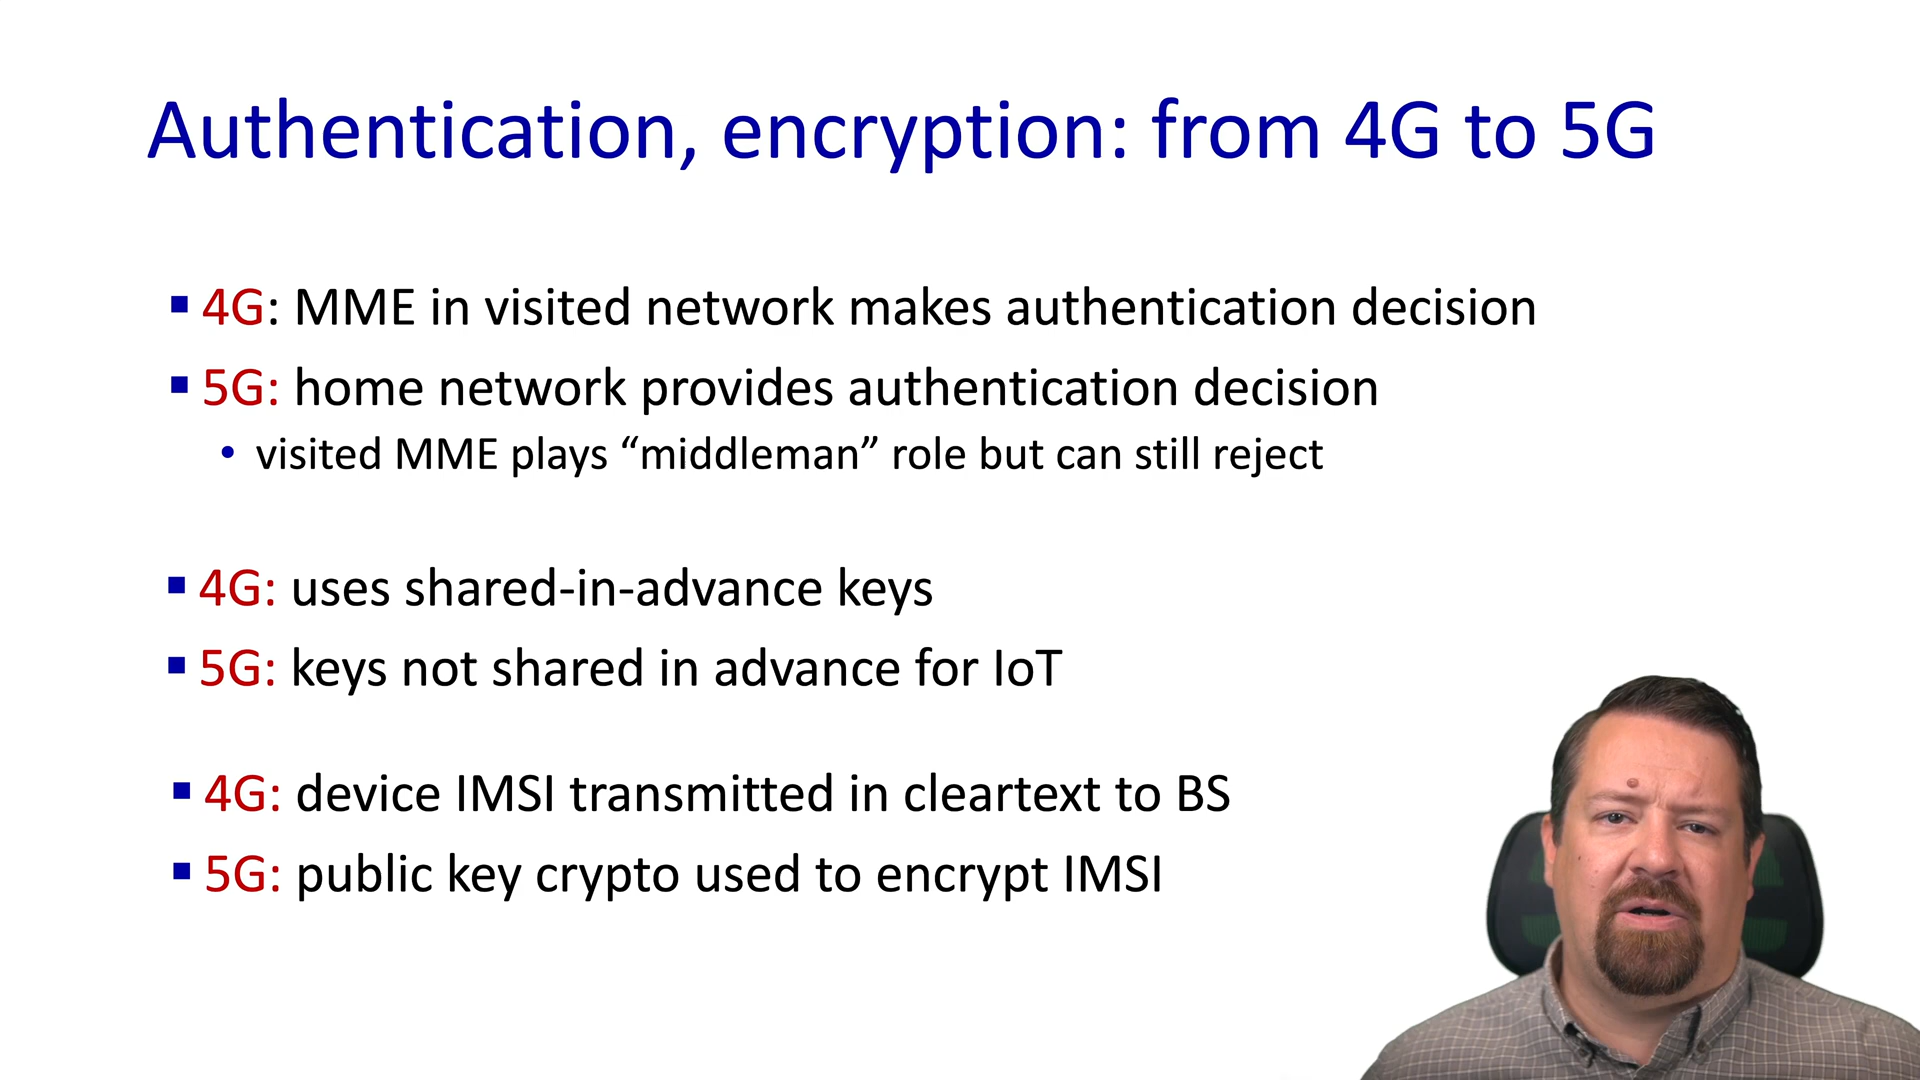 Authentication, encryption: from 4G to 5G
▪ 4G: MME in visited network makes authentication decision
▪ 5G: home network provides authentication decision
• visited MME plays “middleman” role but can still reject
▪ 4G: uses shared-in-advance keys
▪ 5G: keys not shared in advance for IoT
▪ 4G: device IMSI transmitted in cleartext to BS
▪ 5G: public key crypto used to encrypt IMSI